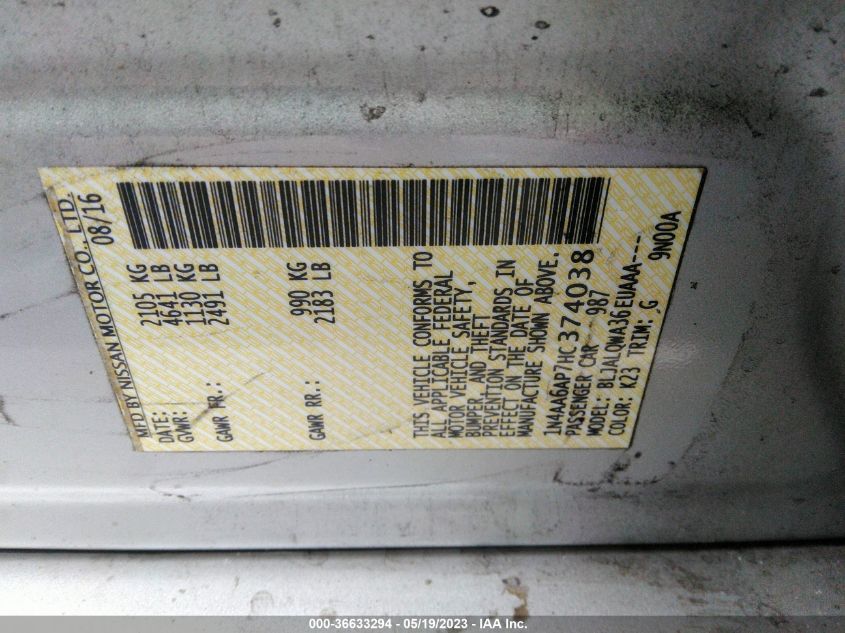 MFD BY NISSAN MOTOR CO., LTD.
DATE: 08/16
GVWR: 2105 KG
4641 LB
GAWR FR.: 1130 KG
2491 LB
GAWR RR.: 990 KG
2183 LB
THIS VEHICLE CONFORMS TO
ALL APPLICABLE FEDERAL
MOTOR VEHICLE SAFETY,
BUMPER, AND THEFT
PREVENTION STANDARDS IN
EFFECT ON THE DATE OF
MANUFACTURE SHOWN ABOVE.
1N4AA6AP7HC374038
PASSENGER CAR 987
MODEL: BLJALQWA36EUAAA---
COLOR: K23 TRIM: G 9N00A
000-36633294 - 05/19/2023 - IAA Inc.